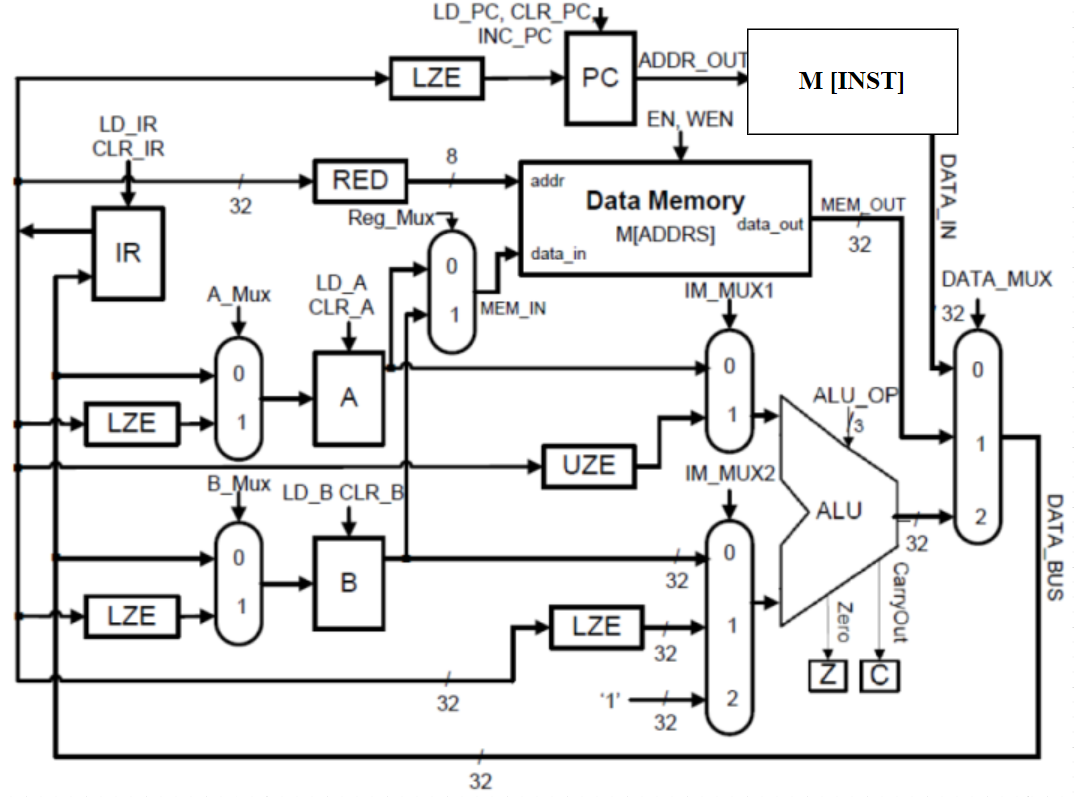 LD_PC, CLR_PC,
INC_PC
LZE
PC
ADDR_OUT
M [INST]
LD_IR
CLR_IR
EN, WEN
8
RED
32
addr
Data Memory
M[ADDRS]
data_out
data_in
MEM_OUT
32
DATA_IN
IR
Reg_Mux
0
1
MEM_IN
A_Mux
LD_A
CLR_A
IM_MUX1
DATA_MUX
32
0
1
LZE
A
0
1
ALU_OP
3
0
1
2
UZE
B_Mux
LD_B CLR_B
IM_MUX2
ALU
32
DATA_BUS
0
1
LZE
B
32
0
1
2
LZE
32
Zero
CarryOut
Z
C
32
'1'
32
32